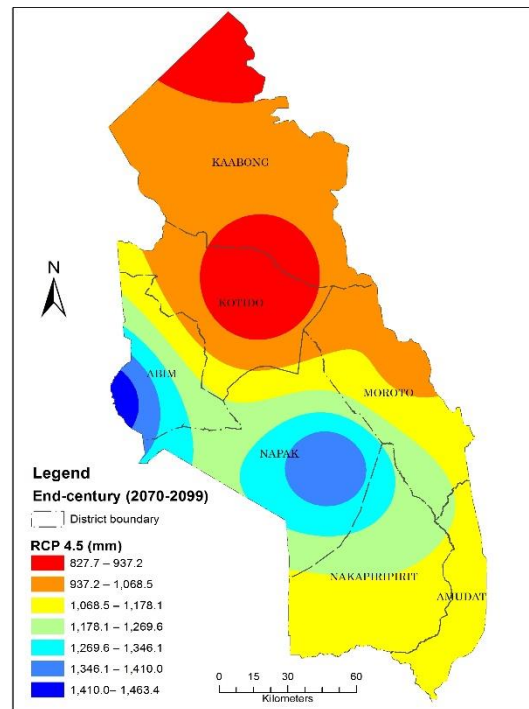 KAABONG
N
KOTIDO
ABIM
MOROTO
NAPAK
NAKAPIRIPIRIT
AMUDAT
Legend
End-century (2070-2099)
District boundary
RCP 4.5 (mm)
827.7 – 937.2
937.2 – 1,068.5
1,068.5 – 1,178.1
1,178.1 – 1,269.6
1,269.6 – 1,346.1
1,346.1 – 1,410.0
1,410.0 – 1,463.4
0 15 30 60
Kilometers